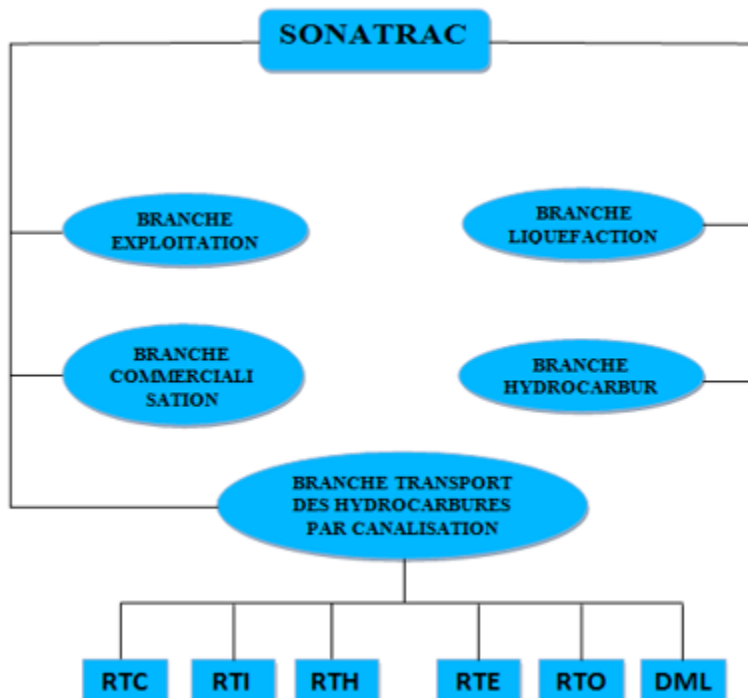 SONATRAC
BRANCHE
EXPLOITATION
BRANCHE
LIQUEFACTION
BRANCHE
COMMERCIALI
SATION
BRANCHE
HYDROCARBUR
BRANCHE TRANSPORT
DES HYDROCARBURES
PAR CANALISATION
RTC
RTI
RTH
RTE
RTO
DML